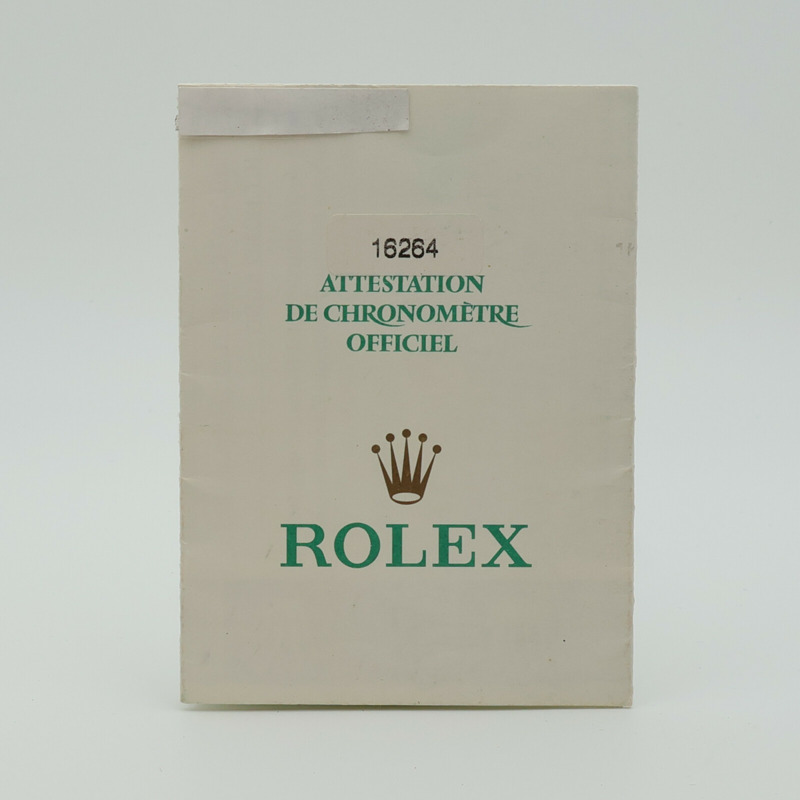 16264
ATTESTATION
DE CHRONOMÈTRE
OFFICIEL
ROLEX